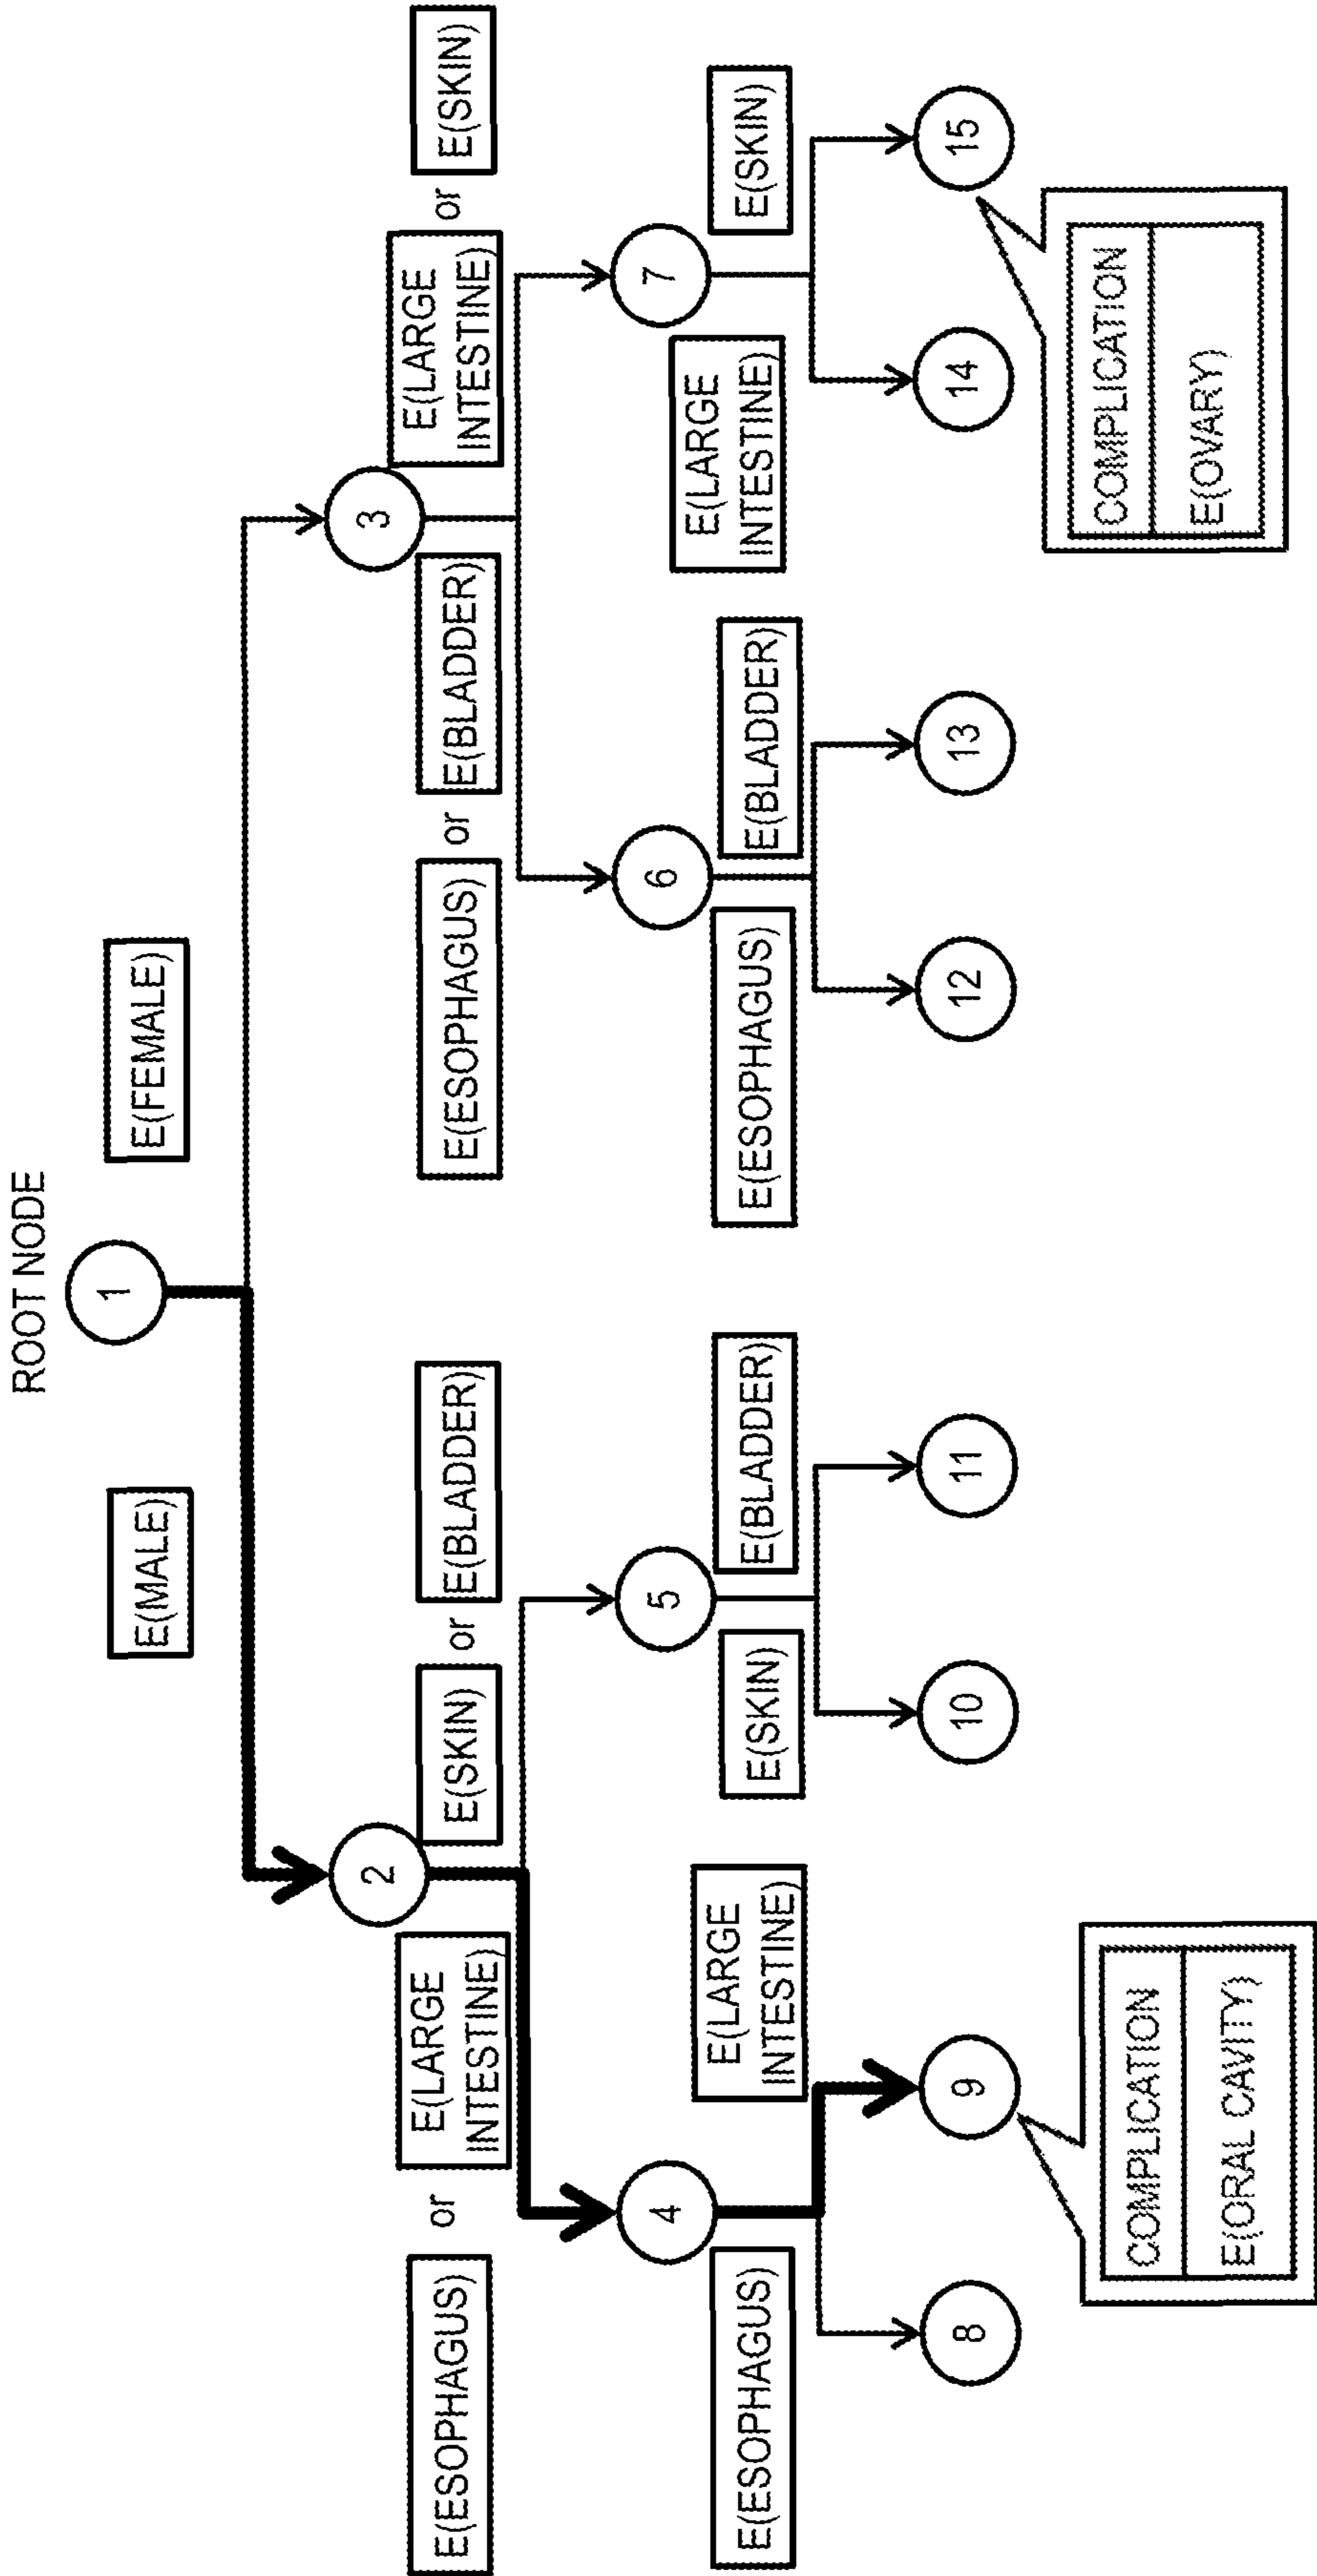 ROOT NODE
1
E(MALE)
E(FEMALE)
2
3
E(ESOPHAGUS) or E(LARGE
INTESTINE)
E(SKIN) or E(BLADDER)
E(ESOPHAGUS) or E(BLADDER)
E(LARGE
INTESTINE) or E(SKIN)
4
5
6
7
E(ESOPHAGUS)
E(LARGE
INTESTINE)
E(SKIN)
E(BLADDER)
E(ESOPHAGUS)
E(BLADDER)
E(LARGE
INTESTINE)
E(SKIN)
8
9
10
11
12
13
14
15
COMPLICATION
E(ORAL CAVITY)
COMPLICATION
E(OVARY)